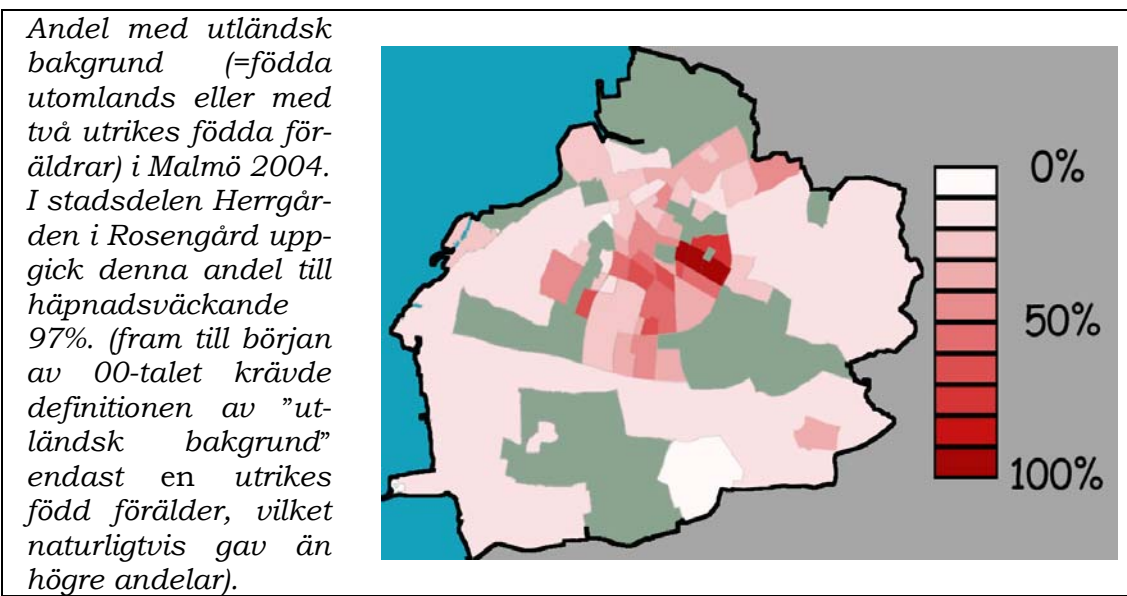 Andel med utländsk
bakgrund (=födda
utomlands eller med
två utrikes födda för-
äldrar) i Malmö 2004.
I stadsdelen Herrgår-
den i Rosengård upp-
gick denna andel till
häpnadsväckande
97%. (fram till början
av 00-talet krävde
definitionen av ”ut-
ländsk bakgrund”
endast en utrikes
född förälder, vilket
naturligtvis gav än
högre andelar).
0%
50%
100%